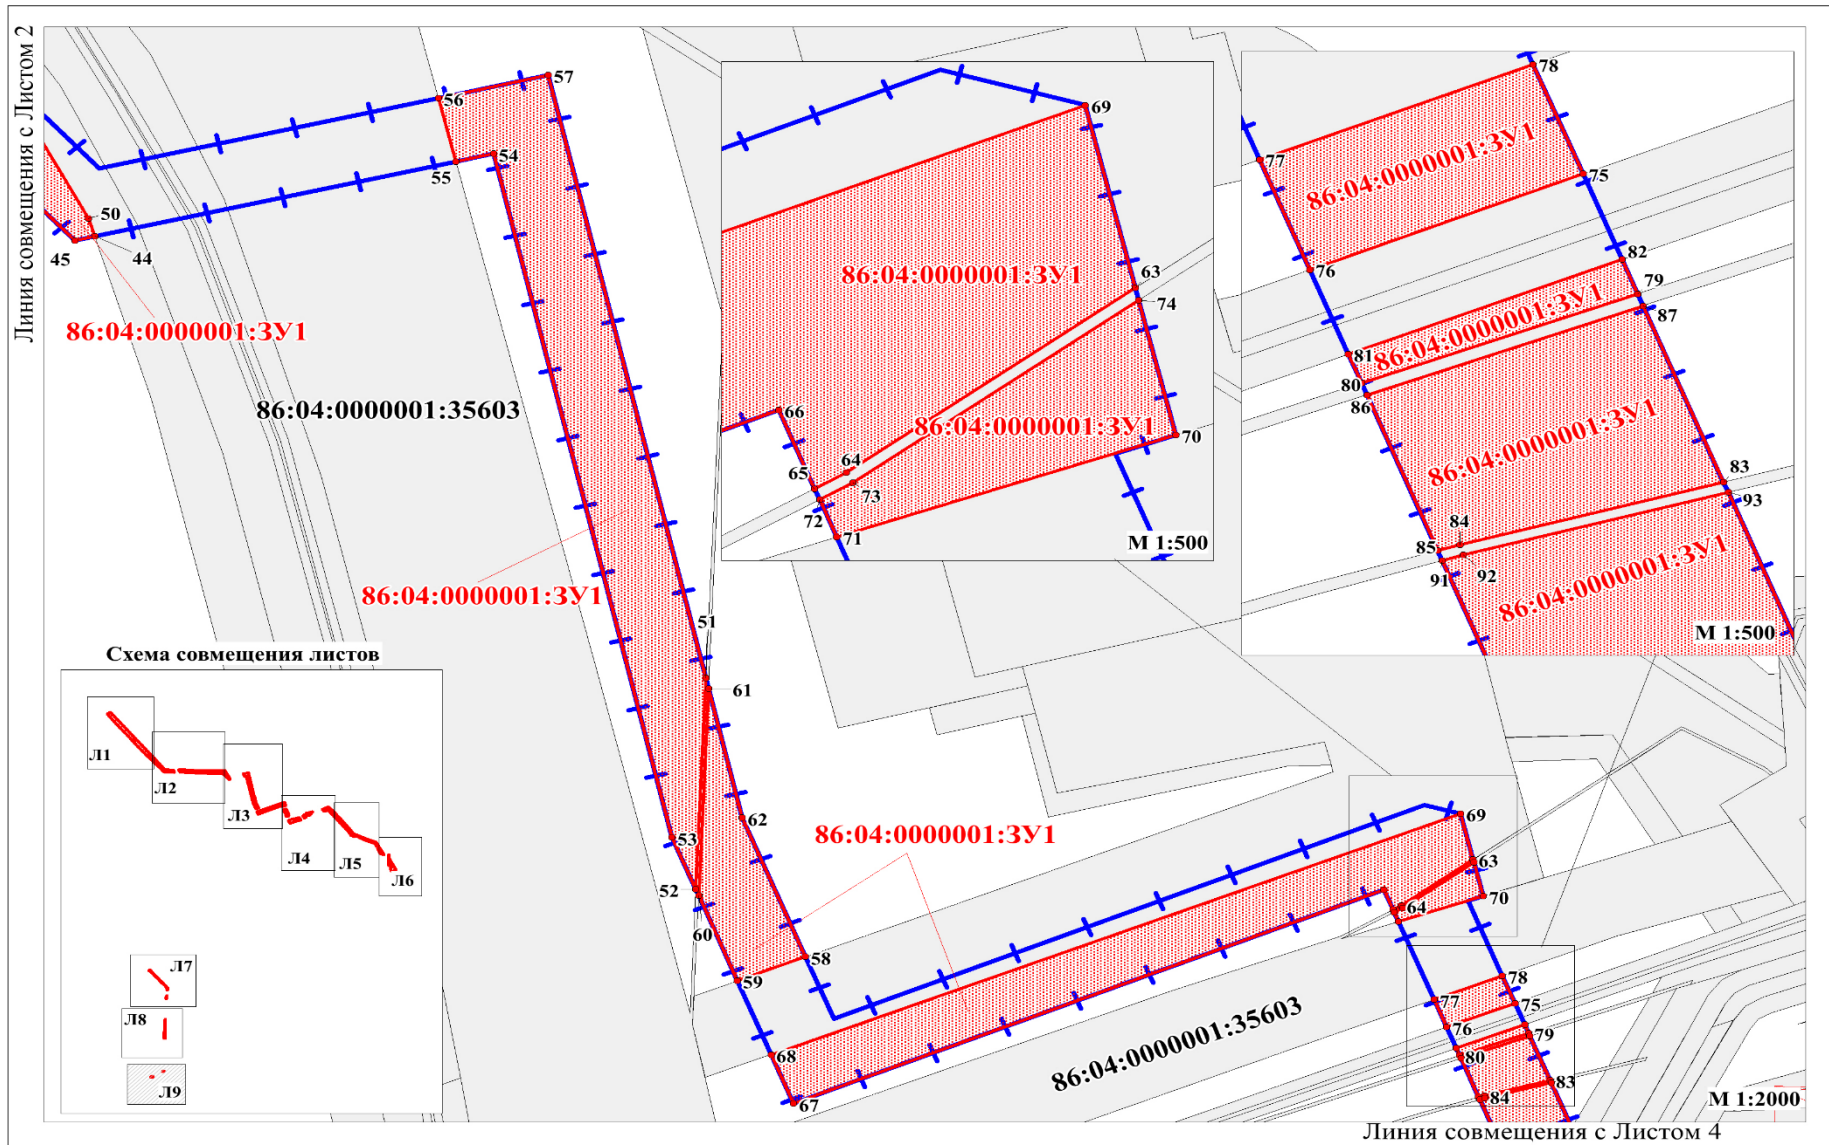 Линия совмещения с Листом 2
57
56
54
55
50
45
44
86:04:0000001:ЗУ1
86:04:0000001:35603
86:04:0000001:ЗУ1
51
61
62
53
52
60
58
59
68
67
86:04:0000001:ЗУ1
86:04:0000001:35603
69
63
70
64
78
77
75
76
79
80
83
84
М 1:2000
Линия совмещения с Листом 4
69
86:04:0000001:ЗУ1
63
74
66
86:04:0000001:ЗУ1
70
64
65
73
72
71
М 1:500
78
77
86:04:0000001:ЗУ1
75
76
82
79
86:04:0000001:ЗУ1
87
81
80
86
86:04:0000001:ЗУ1
83
93
84
85
91
92
86:04:0000001:ЗУ1
М 1:500
Схема совмещения листов
Л1
Л2
Л3
Л4
Л5
Л6
Л7
Л8
Л9